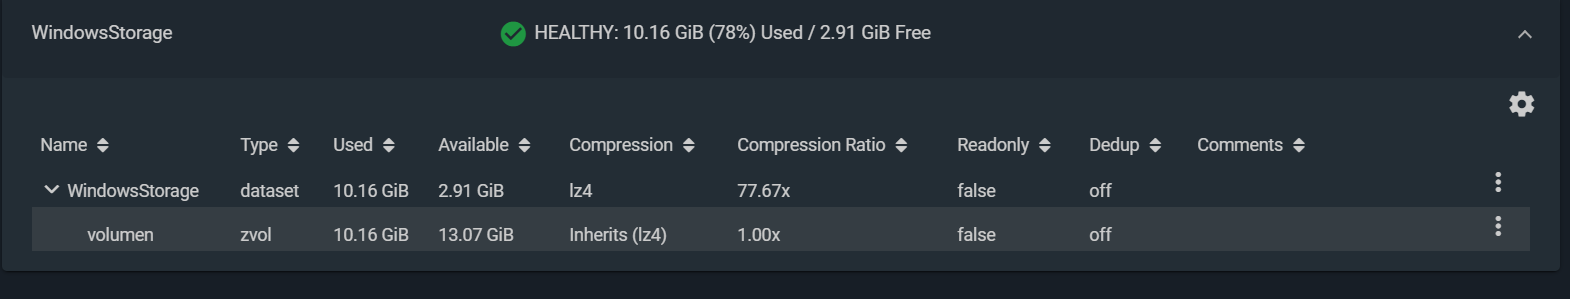 WindowsStorage HEALTHY: 10.16 GiB (78%) Used / 2.91 GiB Free
Name Type Used Available Compression Compression Ratio Readonly Dedup Comments
WindowsStorage dataset 10.16 GiB 2.91 GiB lz4 77.67x false off
volumen zvol 10.16 GiB 13.07 GiB Inherits (lz4) 1.00x false off